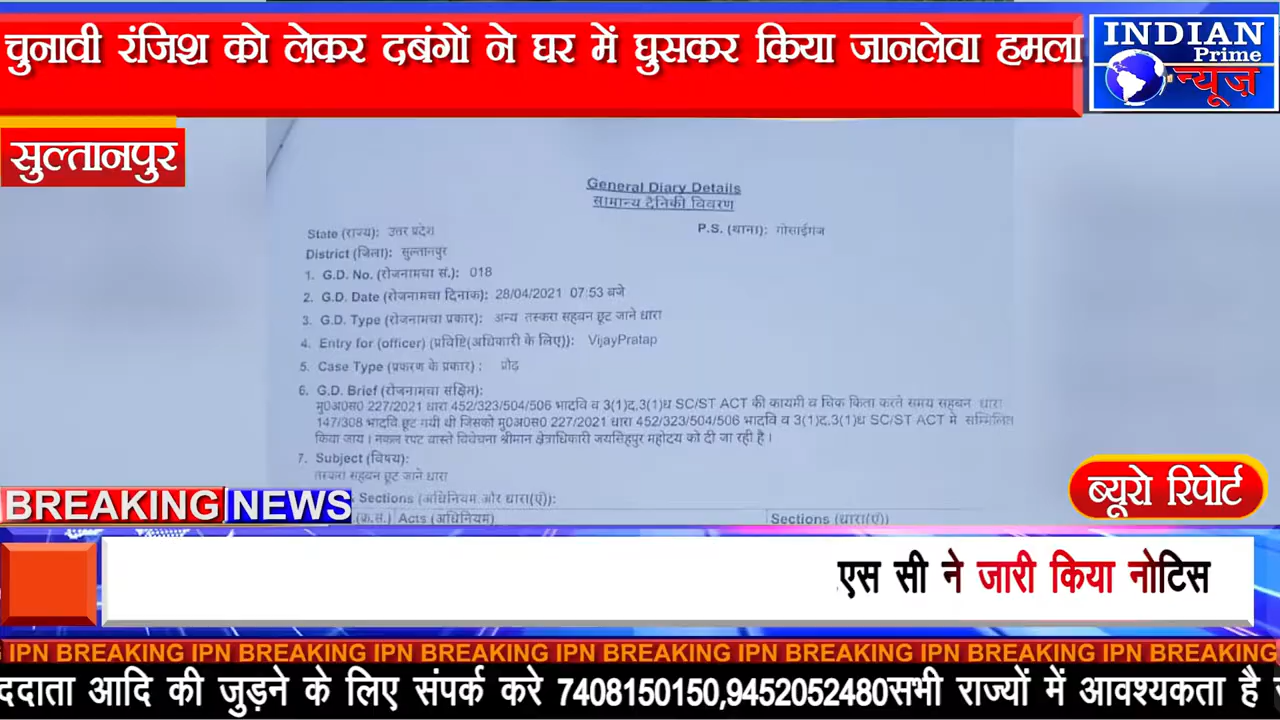 चुनावी रंजिश को लेकर दबंगों ने घर में घुसकर किया जानलेवा हमला
INDIAN
Prime
न्यूज़
सुल्तानपुर
General Diary Details
सामान्य दैनिकी विवरण
State (राज्य): उत्तर प्रदेश
P.S. (थाना): गोसाईगंज
District (जिला): सुल्तानपुर
1. G.D. No. (रोजनामचा सं.): 018
2. G.D. Date (रोजनामचा दिनाक): 28/04/2021 07:53 बजे
3. G.D. Type (रोजनामचा प्रकार): अन्य तस्करा सहवन छूट जाने धारा
4. Entry for (officer) (प्रविष्टि(अधिकारी के लिए)): VijayPratap
5. Case Type (प्रकरण के प्रकार) : प्रौढ़
6. G.D. Brief (रोजनामचा संक्षिप्त):
मु0अ0स0 227/2021 धारा 452/323/504/506 भादवि व 3(1)द,3(1)ध SC/ST ACT की कायमी व चिक किता करते समय सहबन धारा
147/308 भादवि छूट गयी थी जिसको मु0अ0स0 227/2021 धारा 452/323/504/506 भादवि व 3(1)द,3(1)ध SC/ST ACT मे सम्मिलित
किया जाय। नकल रपट वास्ते विवेचना श्रीमान क्षेत्राधिकारी जयसिहपुर महोदय को दी जा रही है।
7. Subject (विषय):
तस्करा सहवन छूट जाने धारा
Sections (अधिनियम और धारा(एं)):
(क्र.सं.) Acts (अधिनियम) Sections (धारा(एं))
BREAKING NEWS
ब्यूरो रिपोर्ट
एस सी ने जारी किया नोटिस
IPN BREAKING IPN BREAKING IPN BREAKING IPN BREAKING IPN BREAKING IPN BREAKING IPN BREAKING
ददाता आदि की जुड़ने के लिए संपर्क करे 7408150150,9452052480सभी राज्यों में आवश्यकता है